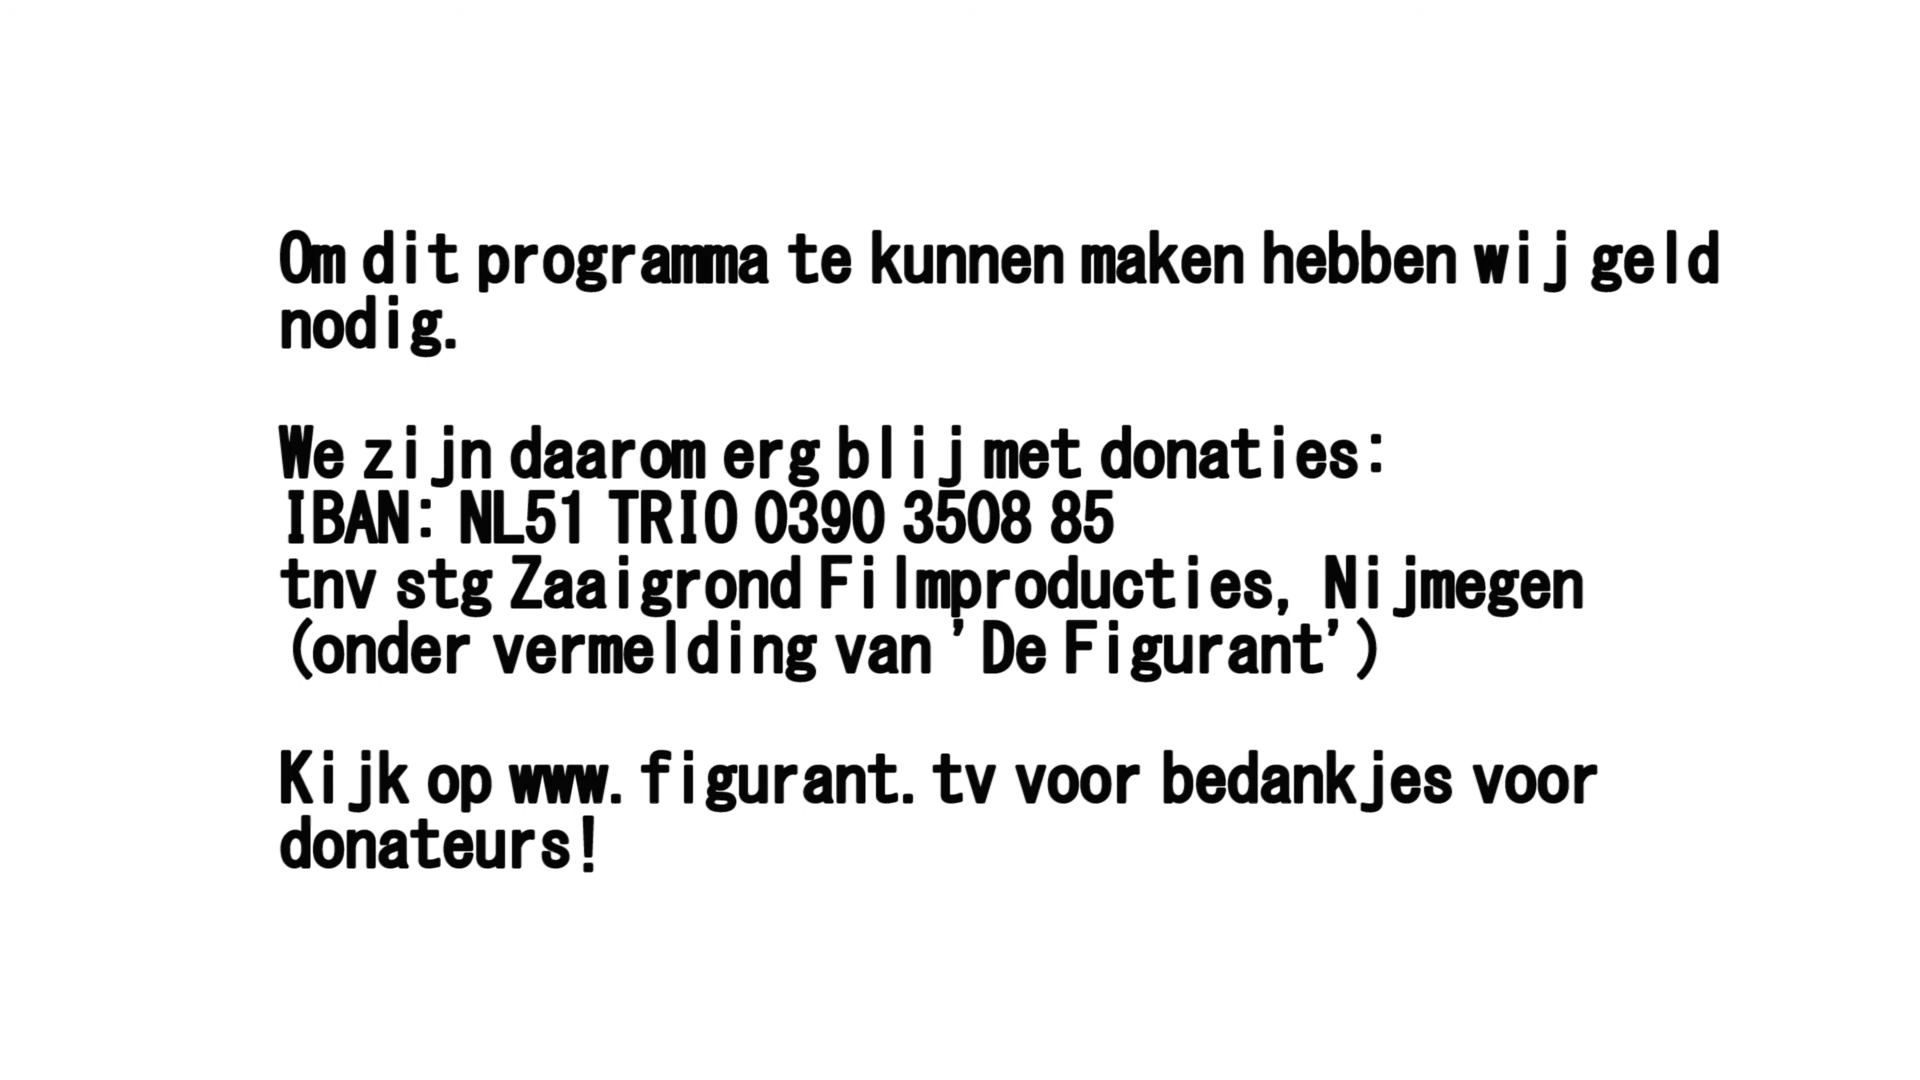 Om dit programma te kunnen maken hebben wij geld
nodig.
We zijn daarom erg blij met donaties:
IBAN: NL51 TRIO 0390 3508 85
tnv stg Zaaigrond Filmproducties, Nijmegen
(onder vermelding van 'De Figurant')
Kijk op www.figurant.tv voor bedankjes voor
donateurs!